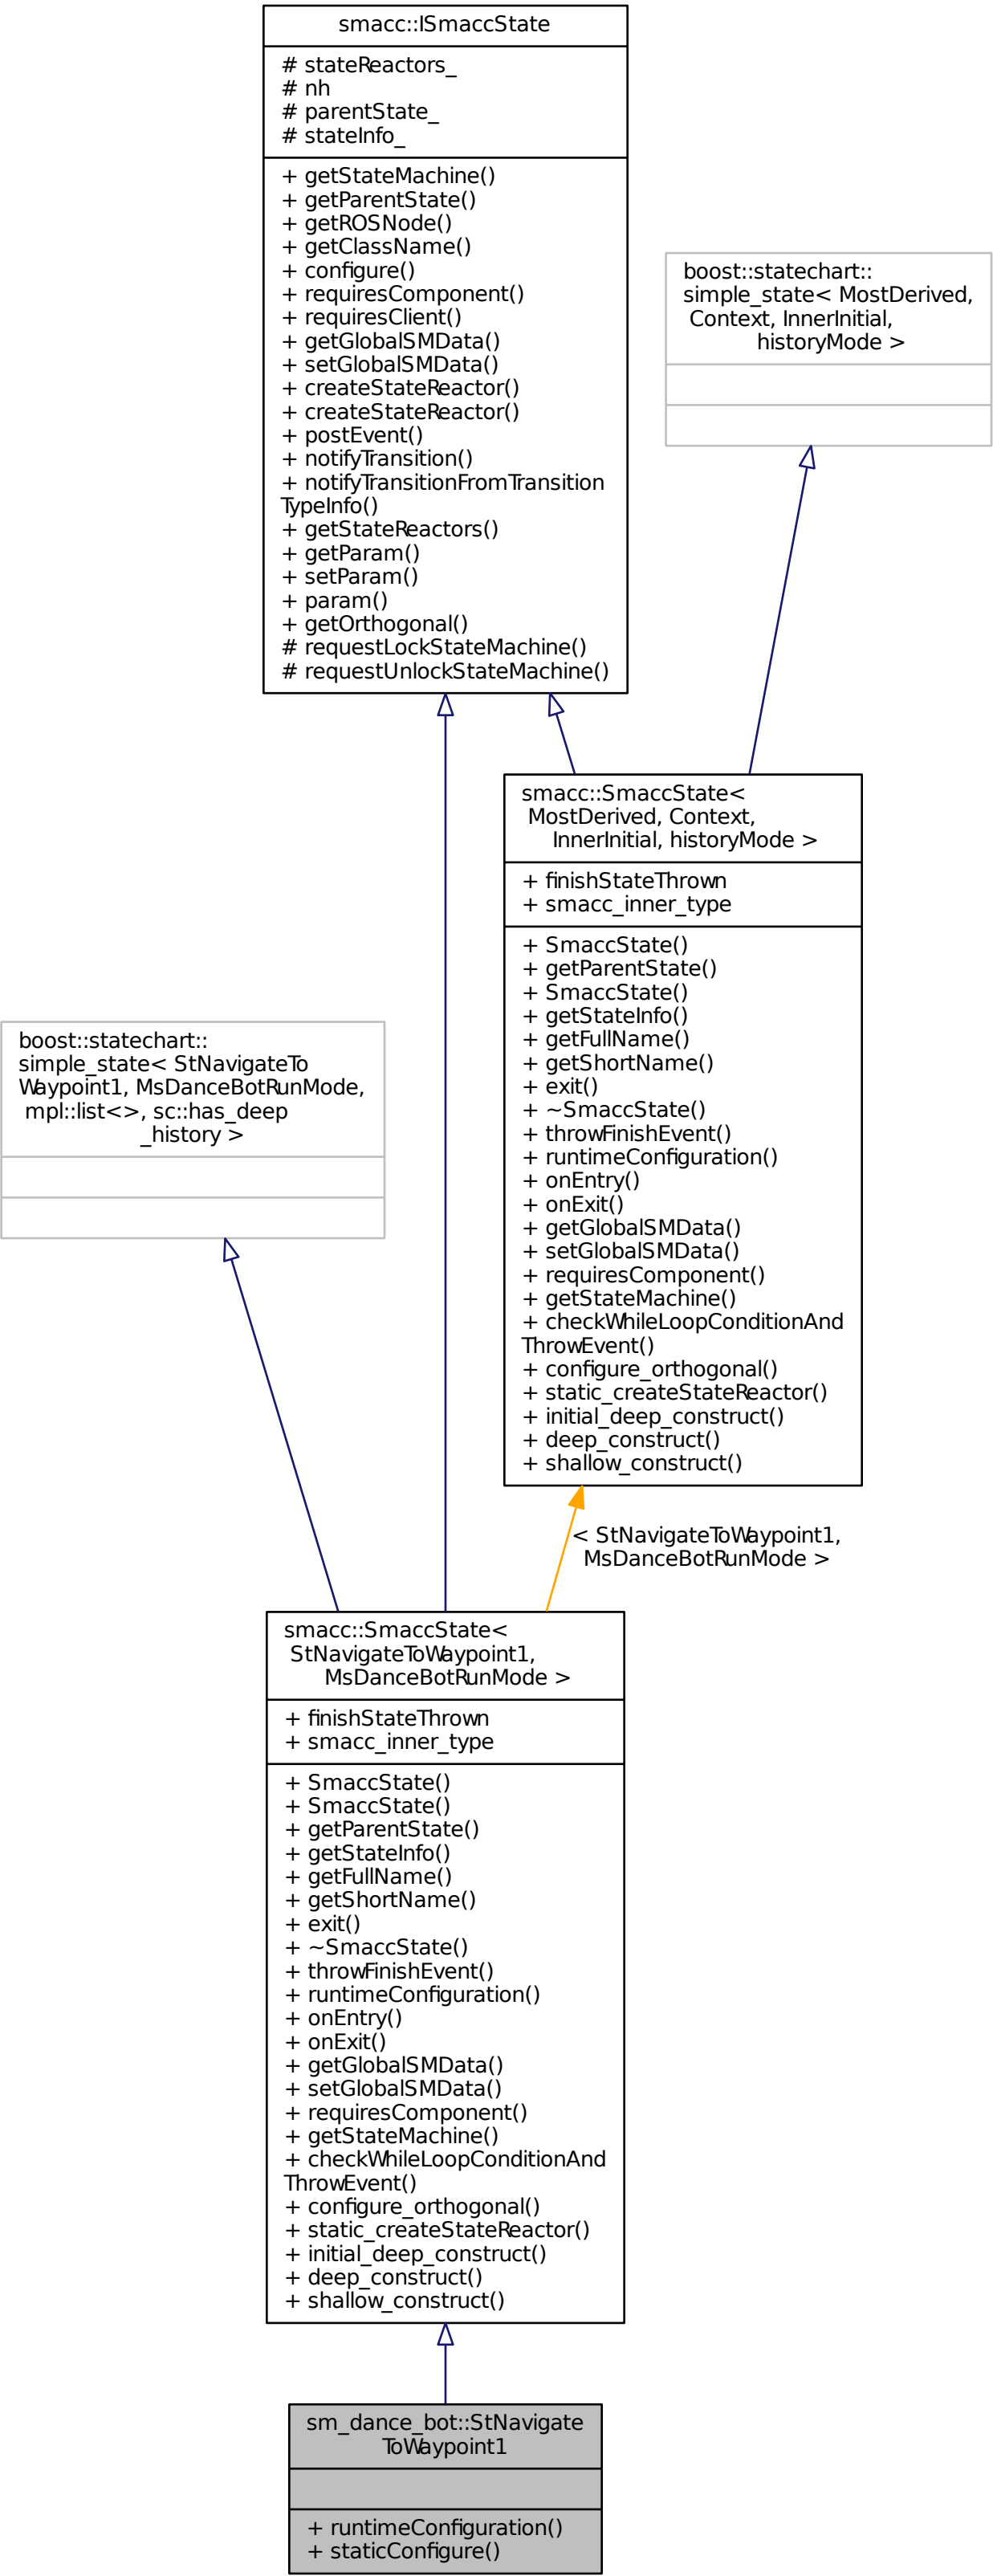 smacc::ISmaccState
# stateReactors_
# nh
# parentState_
# stateInfo_
+ getStateMachine()
+ getParentState()
+ getROSNode()
+ getClassName()
+ configure()
+ requiresComponent()
+ requiresClient()
+ getGlobalSMData()
+ setGlobalSMData()
+ createStateReactor()
+ createStateReactor()
+ postEvent()
+ notifyTransition()
+ notifyTransitionFromTransition
TypeInfo()
+ getStateReactors()
+ getParam()
+ setParam()
+ param()
+ getOrthogonal()
# requestLockStateMachine()
# requestUnlockStateMachine()
boost::statechart::
simple_state< MostDerived,
Context, InnerInitial,
historyMode >
smacc::SmaccState<
MostDerived, Context,
InnerInitial, historyMode >
+ finishStateThrown
+ smacc_inner_type
+ SmaccState()
+ getParentState()
+ SmaccState()
+ getStateInfo()
+ getFullName()
+ getShortName()
+ exit()
+ ~SmaccState()
+ throwFinishEvent()
+ runtimeConfiguration()
+ onEntry()
+ onExit()
+ getGlobalSMData()
+ setGlobalSMData()
+ requiresComponent()
+ getStateMachine()
+ checkWhileLoopConditionAnd
ThrowEvent()
+ configure_orthogonal()
+ static_createStateReactor()
+ initial_deep_construct()
+ deep_construct()
+ shallow_construct()
boost::statechart::
simple_state< StNavigateTo
Waypoint1, MsDanceBotRunMode,
mpl::list<>, sc::has_deep
_history >
< StNavigateToWaypoint1,
MsDanceBotRunMode >
smacc::SmaccState<
StNavigateToWaypoint1,
MsDanceBotRunMode >
+ finishStateThrown
+ smacc_inner_type
+ SmaccState()
+ SmaccState()
+ getParentState()
+ getStateInfo()
+ getFullName()
+ getShortName()
+ exit()
+ ~SmaccState()
+ throwFinishEvent()
+ runtimeConfiguration()
+ onEntry()
+ onExit()
+ getGlobalSMData()
+ setGlobalSMData()
+ requiresComponent()
+ getStateMachine()
+ checkWhileLoopConditionAnd
ThrowEvent()
+ configure_orthogonal()
+ static_createStateReactor()
+ initial_deep_construct()
+ deep_construct()
+ shallow_construct()
sm_dance_bot::StNavigate
ToWaypoint1
+ runtimeConfiguration()
+ staticConfigure()